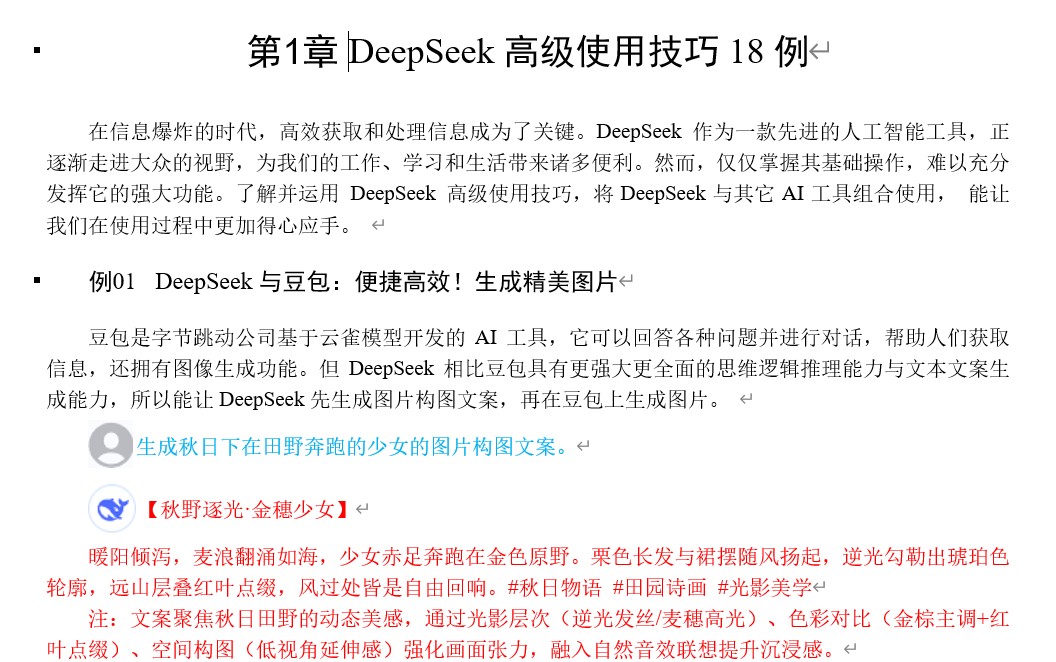 第1章 DeepSeek 高级使用技巧 18 例
在信息爆炸的时代，高效获取和处理信息成为了关键。DeepSeek 作为一款先进的人工智能工具，正
逐渐走进大众的视野，为我们的工作、学习和生活带来诸多便利。然而，仅仅掌握其基础操作，难以充分
发挥它的强大功能。了解并运用 DeepSeek 高级使用技巧，将 DeepSeek 与其它 AI 工具组合使用， 能让
我们在使用过程中更加得心应手。
例01 DeepSeek 与豆包：便捷高效！生成精美图片
豆包是字节跳动公司基于云雀模型开发的 AI 工具，它可以回答各种问题并进行对话，帮助人们获取
信息，还拥有图像生成功能。但 DeepSeek 相比豆包具有更强大更全面的思维逻辑推理能力与文本文案生
成能力，所以能让 DeepSeek 先生成图片构图文案，再在豆包上生成图片。
生成秋日下在田野奔跑的少女的图片构图文案。
【秋野逐光·金穗少女】
暖阳倾泻，麦浪翻涌如海，少女赤足奔跑在金色原野。栗色长发与裙摆随风扬起，逆光勾勒出琥珀色
轮廓，远山层叠红叶点缀，风过处皆是自由回响。#秋日物语 #田园诗画 #光影美学
注：文案聚焦秋日田野的动态美感，通过光影层次（逆光发丝/麦穗高光）、色彩对比（金棕主调+红
叶点缀）、空间构图（低视角延伸感）强化画面张力，融入自然音效联想提升沉浸感。